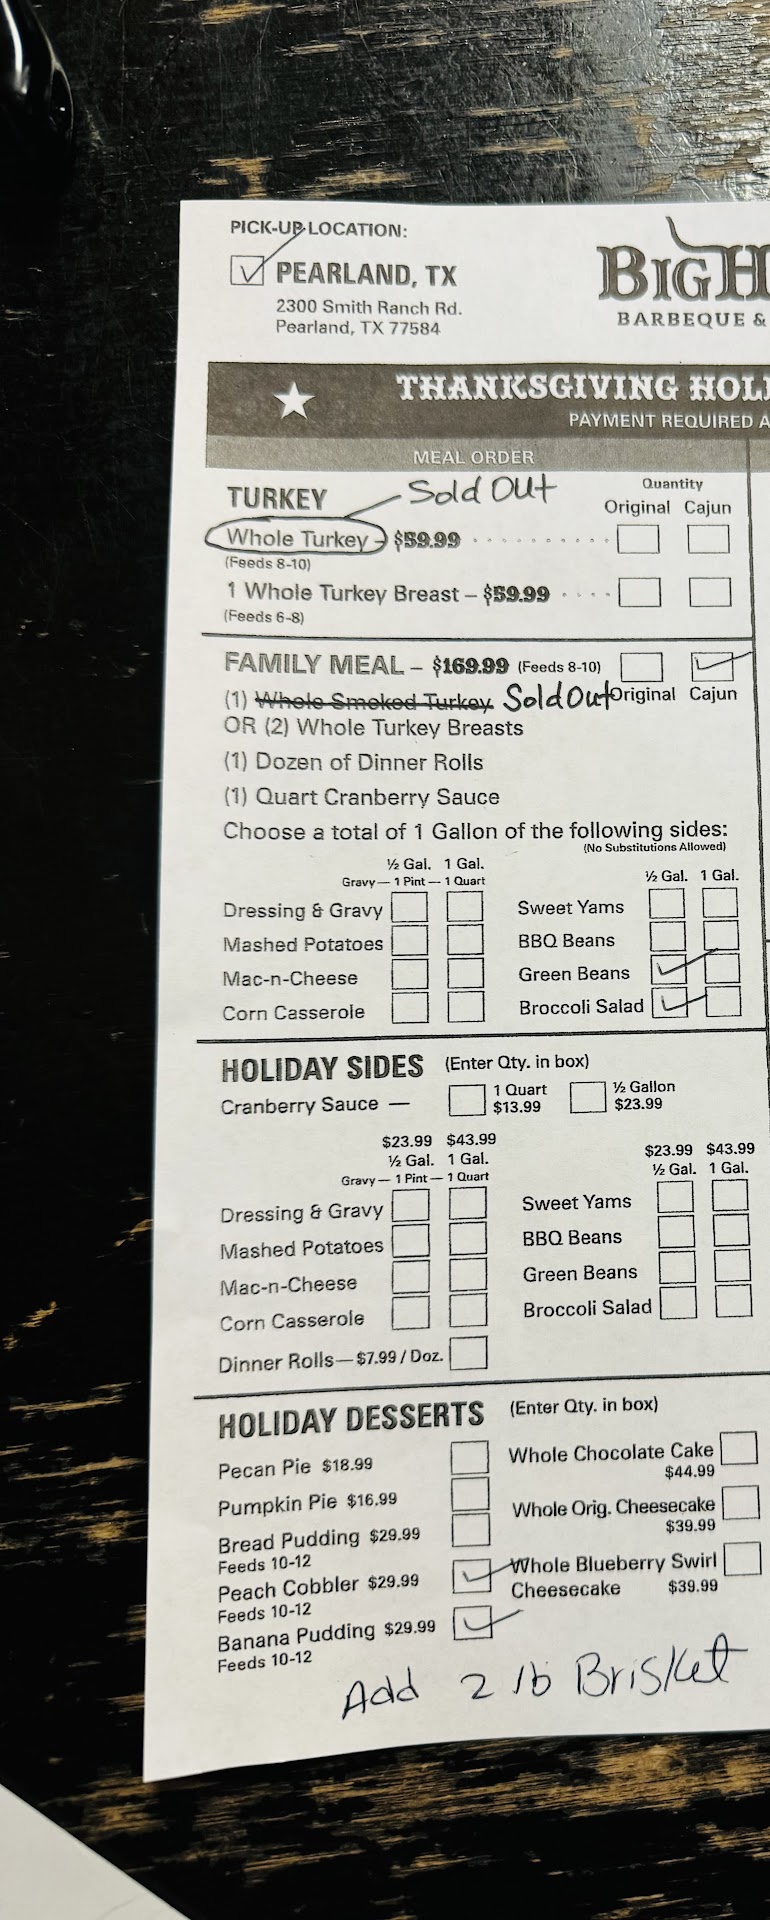 PICK-UP LOCATION:
PEARLAND, TX
2300 Smith Ranch Rd.
Pearland, TX 77584
BIG H
BARBEQUE &
THANKSGIVING HOL
PAYMENT REQUIRED A
MEAL ORDER
TURKEY
Sold Out
Quantity
Original Cajun
Whole Turkey – $59.99
(Feeds 8-10)
1 Whole Turkey Breast – $59.99
(Feeds 6-8)
FAMILY MEAL – $169.99 (Feeds 8-10)
(1) Whole Smoked Turkey Sold Out Original Cajun
OR (2) Whole Turkey Breasts
(1) Dozen of Dinner Rolls
(1) Quart Cranberry Sauce
Choose a total of 1 Gallon of the following sides:
(No Substitutions Allowed)
½ Gal. 1 Gal.
Gravy — 1 Pint — 1 Quart
Dressing & Gravy
Mashed Potatoes
Mac-n-Cheese
Corn Casserole
½ Gal. 1 Gal.
Sweet Yams
BBQ Beans
Green Beans
Broccoli Salad
HOLIDAY SIDES (Enter Qty. in box)
Cranberry Sauce —
1 Quart
$13.99
½ Gallon
$23.99
$23.99 $43.99
½ Gal. 1 Gal.
Gravy — 1 Pint — 1 Quart
Dressing & Gravy
Mashed Potatoes
Mac-n-Cheese
Corn Casserole
Dinner Rolls — $7.99 / Doz.
$23.99 $43.99
½ Gal. 1 Gal.
Sweet Yams
BBQ Beans
Green Beans
Broccoli Salad
HOLIDAY DESSERTS (Enter Qty. in box)
Pecan Pie $18.99
Pumpkin Pie $16.99
Bread Pudding $29.99
Feeds 10-12
Peach Cobbler $29.99
Feeds 10-12
Banana Pudding $29.99
Feeds 10-12
Whole Chocolate Cake
$44.99
Whole Orig. Cheesecake
$39.99
Whole Blueberry Swirl
Cheesecake $39.99
Add 2 lb Brisket